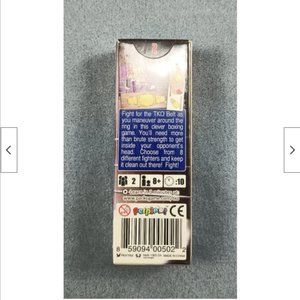 Fight for the TKO Belt as
you maneuver around the
ring in this clever boxing
game. You'll need more
than brute strength to get
inside your opponent's
head. Choose from 8
different fighters and keep
it clean out there! Fight!
2 8+ :10
CE
8 59094 00502 2